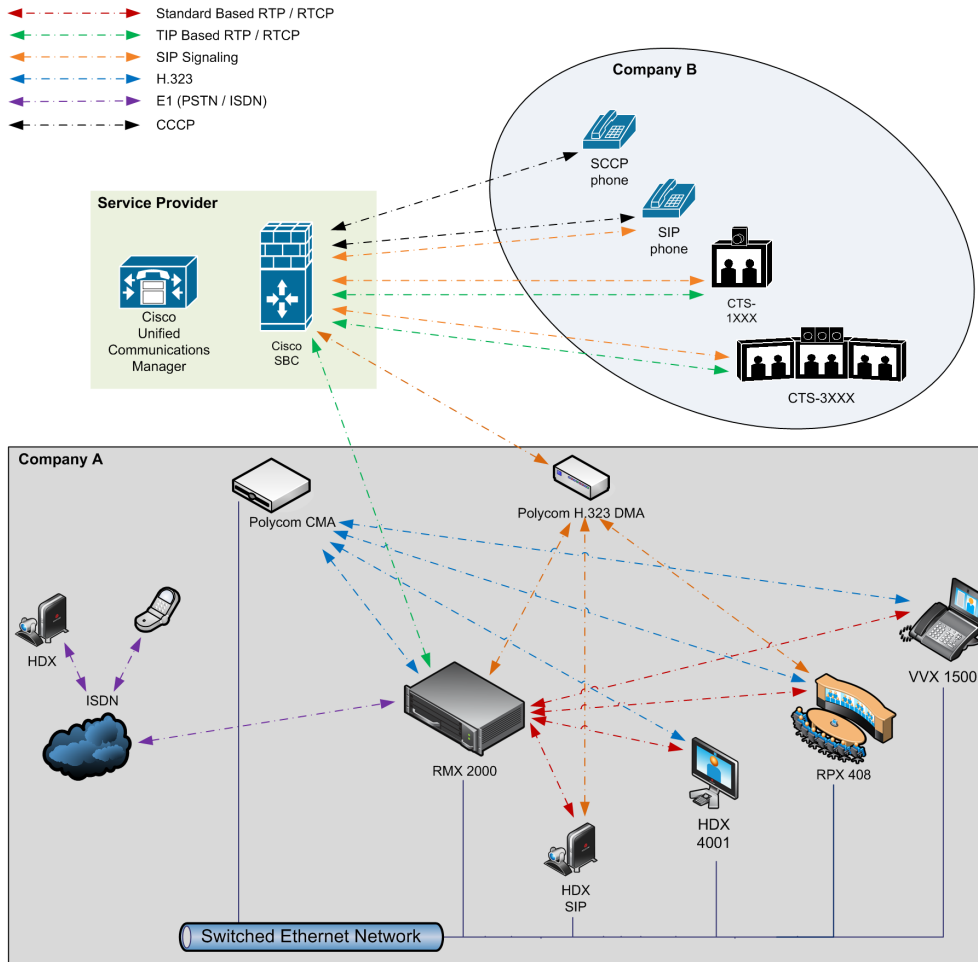 Standard Based RTP / RTCP
TIP Based RTP / RTCP
SIP Signaling
H.323
E1 (PSTN / ISDN)
CCCP
Company B
SCCP
phone
SIP
phone
CTS-
1XXX
CTS-3XXX
Service Provider
Cisco
Unified
Communications
Manager
Cisco
SBC
Company A
Polycom CMA
Polycom H.323 DMA
HDX
ISDN
RMX 2000
HDX
SIP
HDX
4001
RPX 408
VVX 1500
Switched Ethernet Network